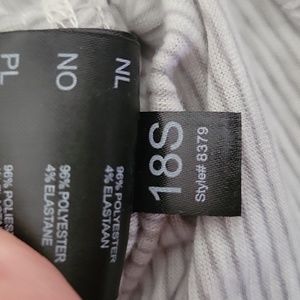 NL
96% POLYESTER
4% ELASTAAN
NO
96% POLYESTER
4% ELASTANE
PL
18S
Style# 8379